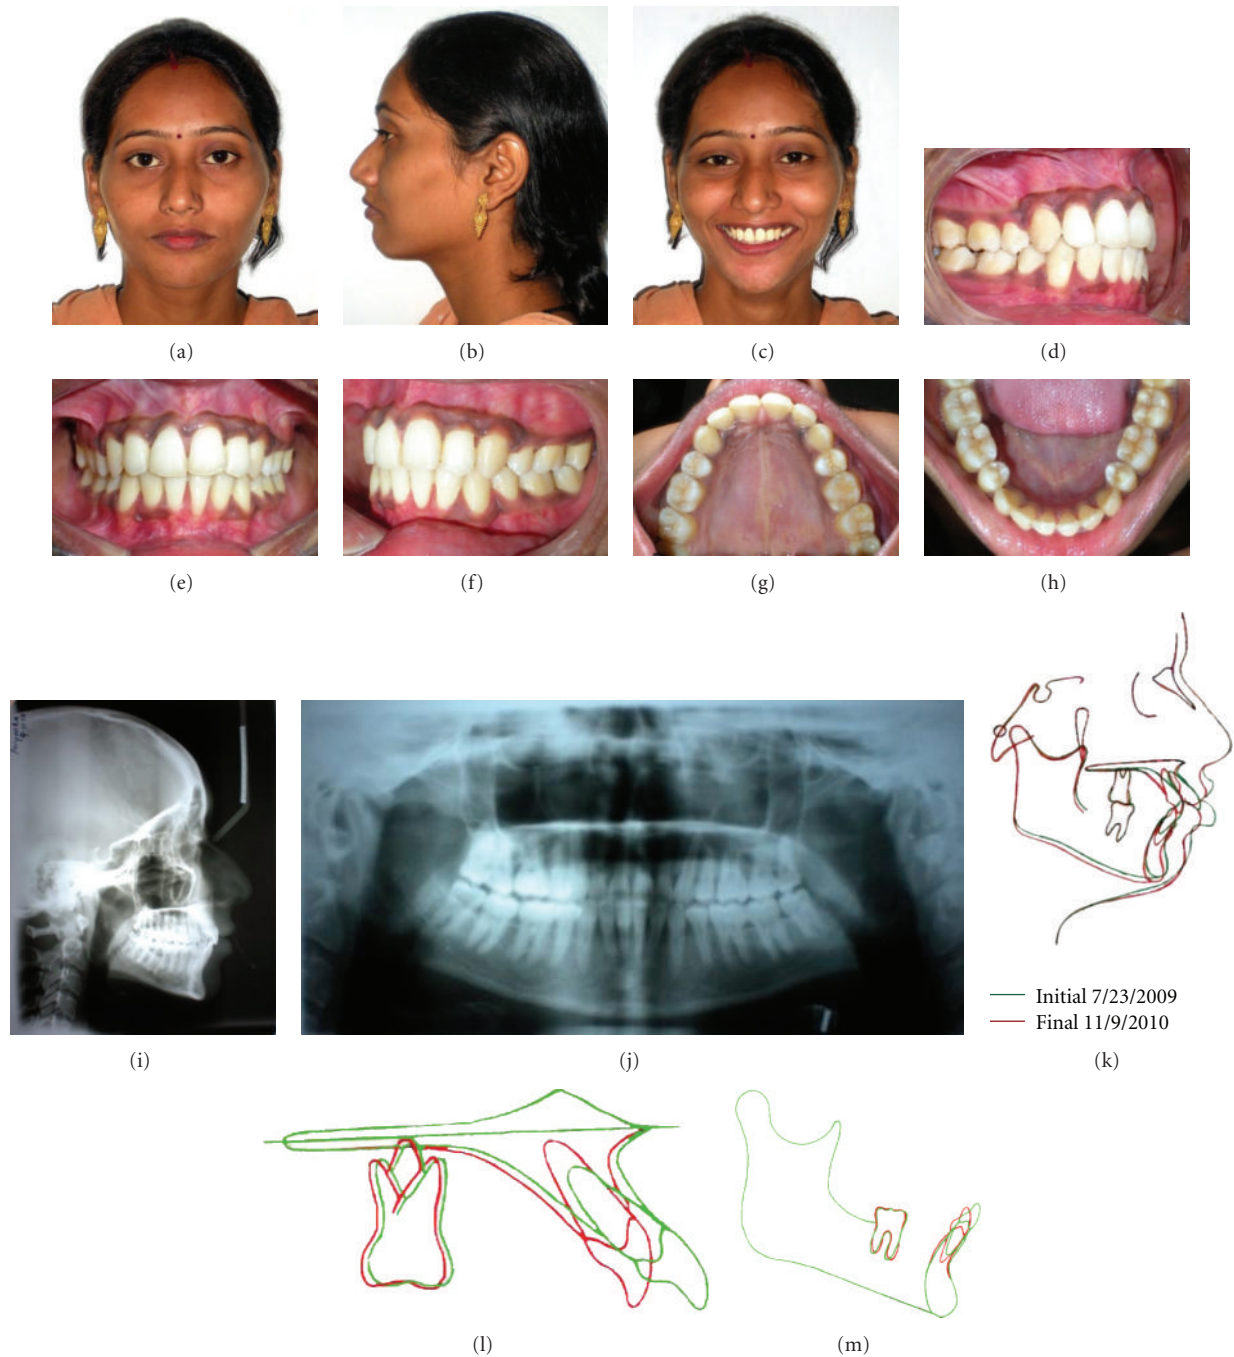 (a)
(b)
(c)
(d)
(e)
(f)
(g)
(h)
(i)
(j)
Initial 7/23/2009
Final 11/9/2010
(k)
(l)
(m)